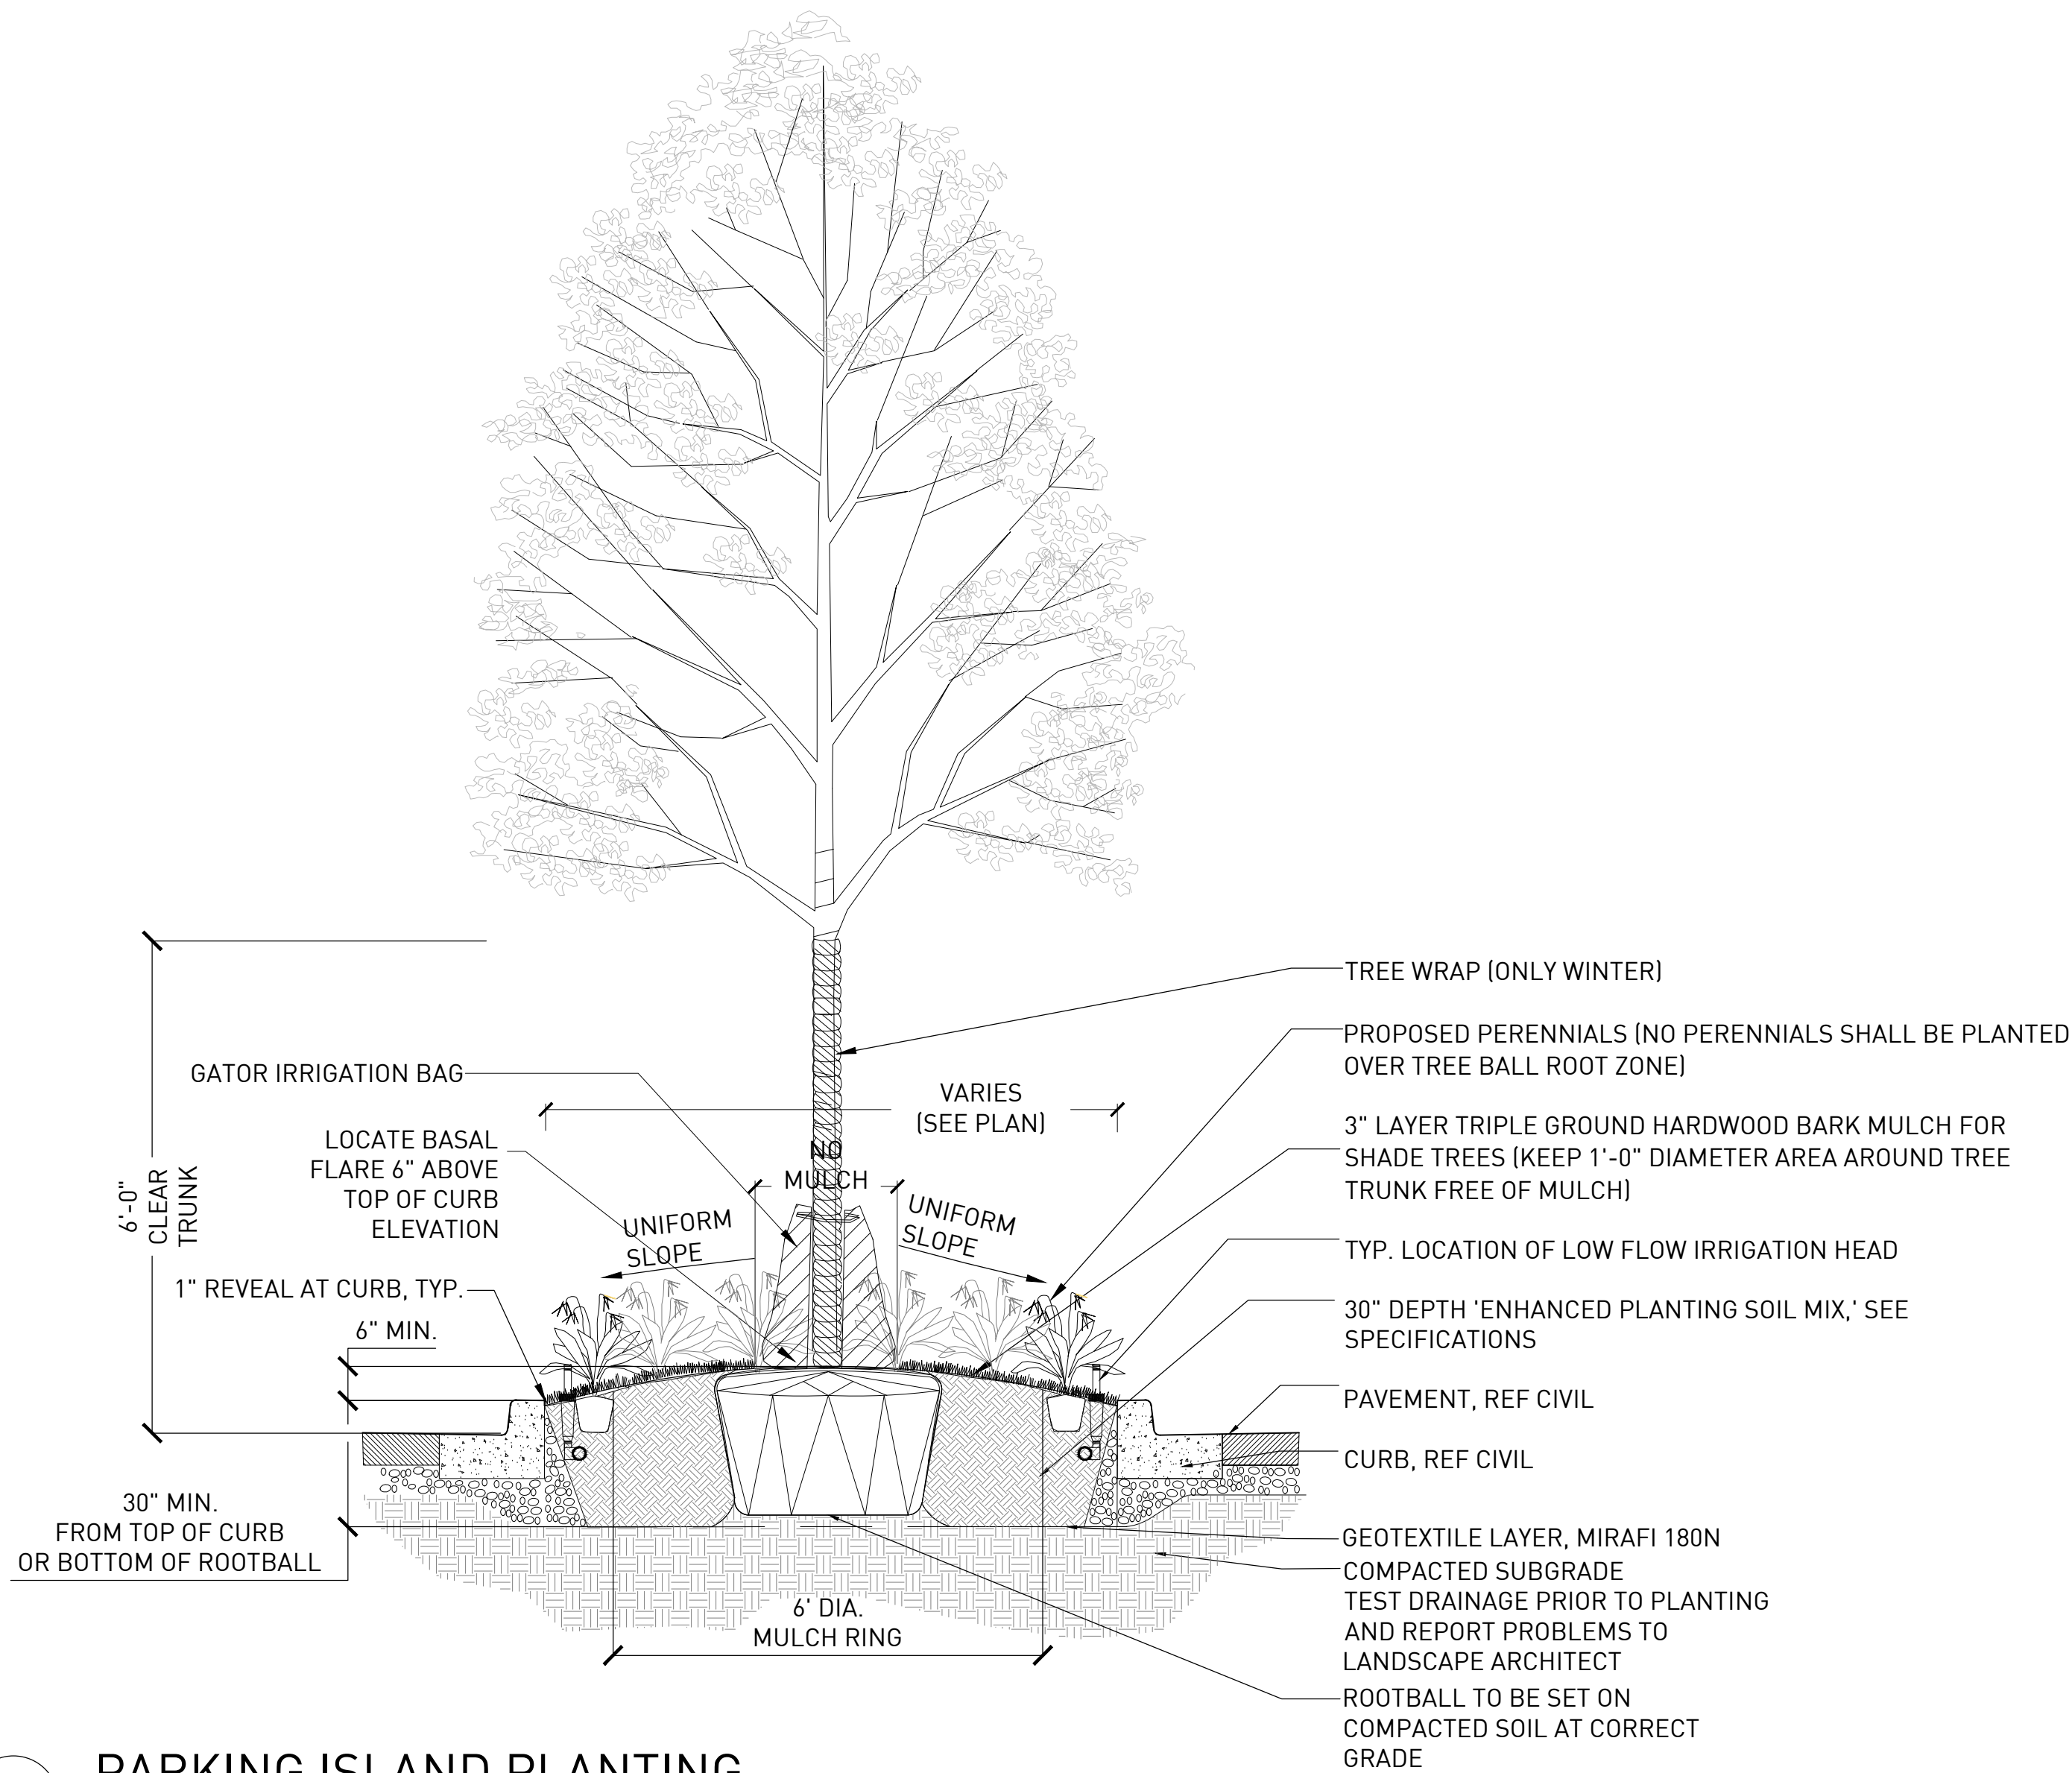 TREE WRAP (ONLY WINTER)
PROPOSED PERENNIALS (NO PERENNIALS SHALL BE PLANTED
OVER TREE BALL ROOT ZONE)
GATOR IRRIGATION BAG
VARIES
(SEE PLAN)
3" LAYER TRIPLE GROUND HARDWOOD BARK MULCH FOR
SHADE TREES (KEEP 1'-0" DIAMETER AREA AROUND TREE
TRUNK FREE OF MULCH)
LOCATE BASAL
FLARE 6" ABOVE
TOP OF CURB
ELEVATION
NO
MULCH
6'-0"
CLEAR
TRUNK
UNIFORM
SLOPE
UNIFORM
SLOPE
TYP. LOCATION OF LOW FLOW IRRIGATION HEAD
1" REVEAL AT CURB, TYP.
6" MIN.
30" DEPTH 'ENHANCED PLANTING SOIL MIX,' SEE
SPECIFICATIONS
PAVEMENT, REF CIVIL
CURB, REF CIVIL
30" MIN.
FROM TOP OF CURB
OR BOTTOM OF ROOTBALL
GEOTEXTILE LAYER, MIRAFI 180N
COMPACTED SUBGRADE
TEST DRAINAGE PRIOR TO PLANTING
AND REPORT PROBLEMS TO
LANDSCAPE ARCHITECT
6' DIA.
MULCH RING
ROOTBALL TO BE SET ON
COMPACTED SOIL AT CORRECT
GRADE
PARKING ISLAND PLANTING